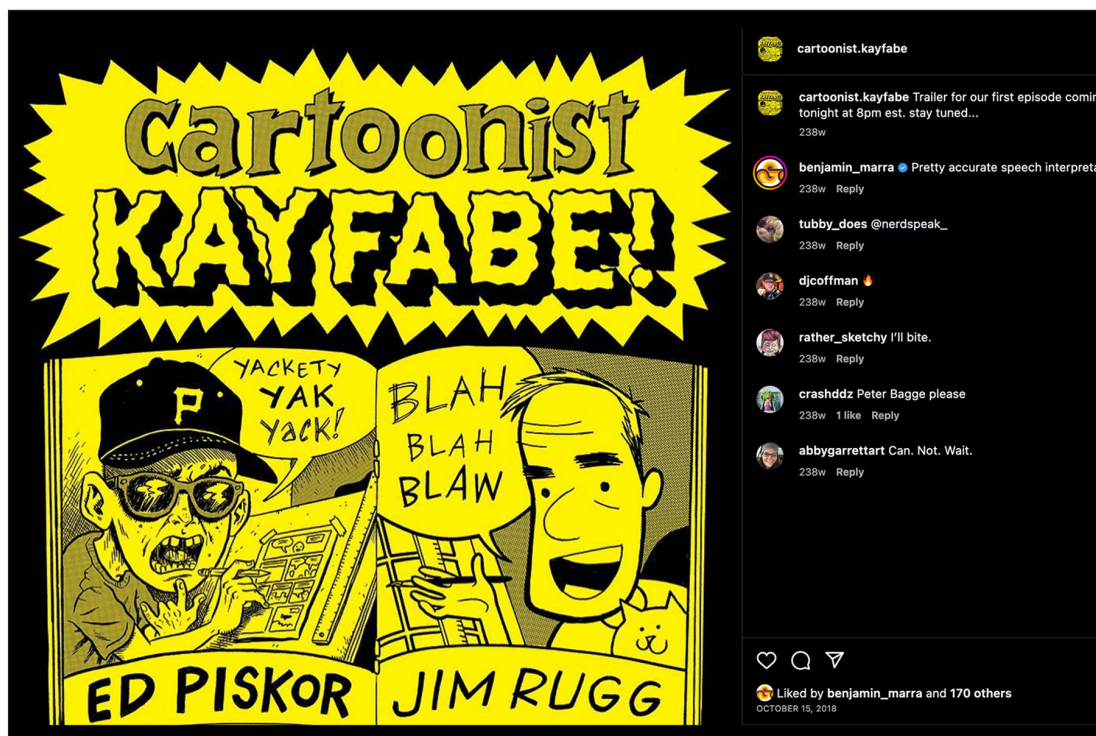 cartoonist
KAYFABE!
P
YACKETY
YAK
YACK!
BLAH
BLAH
BLAW
ED PISKOR
JIM RUGG
cartoonist.kayfabe
cartoonist.kayfabe Trailer for our first episode comin
tonight at 8pm est. stay tuned...
238w
benjamin_marra Pretty accurate speech interpreta
238w Reply
tubby_does @nerdspeak_
238w Reply
djcoffman 🔥
238w Reply
rather_sketchy I'll bite.
238w Reply
crashddz Peter Bagge please
238w 1 like Reply
abbygarrettart Can. Not. Wait.
238w Reply
Liked by benjamin_marra and 170 others
OCTOBER 15, 2018